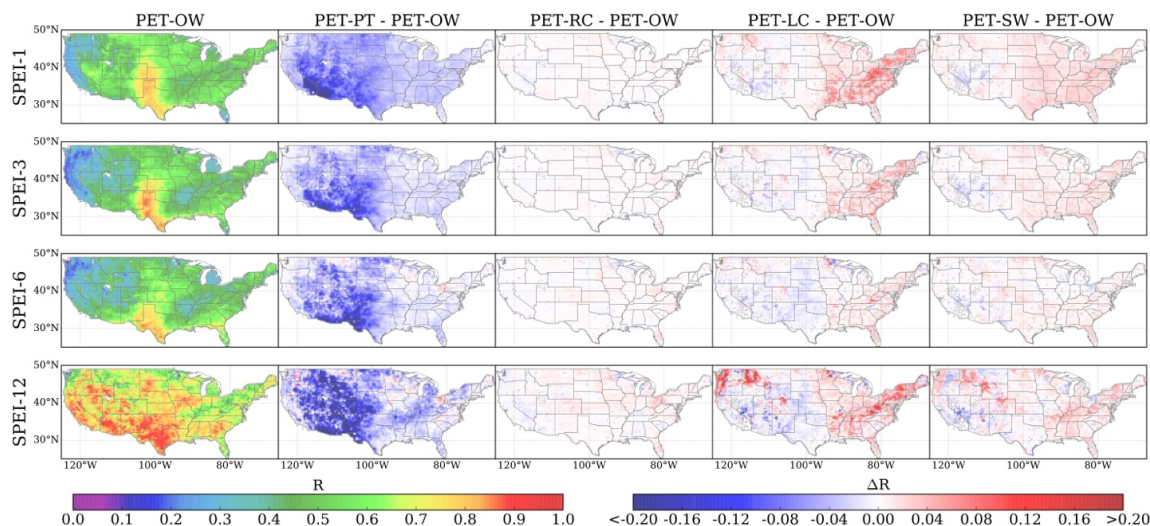 PET-OW PET-PT - PET-OW PET-RC - PET-OW PET-LC - PET-OW PET-SW - PET-OW
50°N
SPEI-1
40°N
30°N
50°N
SPEI-3
40°N
30°N
50°N
SPEI-6
40°N
30°N
50°N
SPEI-12
40°N
30°N
120°W 100°W 80°W 120°W 100°W 80°W 120°W 100°W 80°W 120°W 100°W 80°W 120°W 100°W 80°W
R ΔR
0.0 0.1 0.2 0.3 0.4 0.5 0.6 0.7 0.8 0.9 1.0 <-0.20 -0.16 -0.12 -0.08 -0.04 0.00 0.04 0.08 0.12 0.16 >0.20